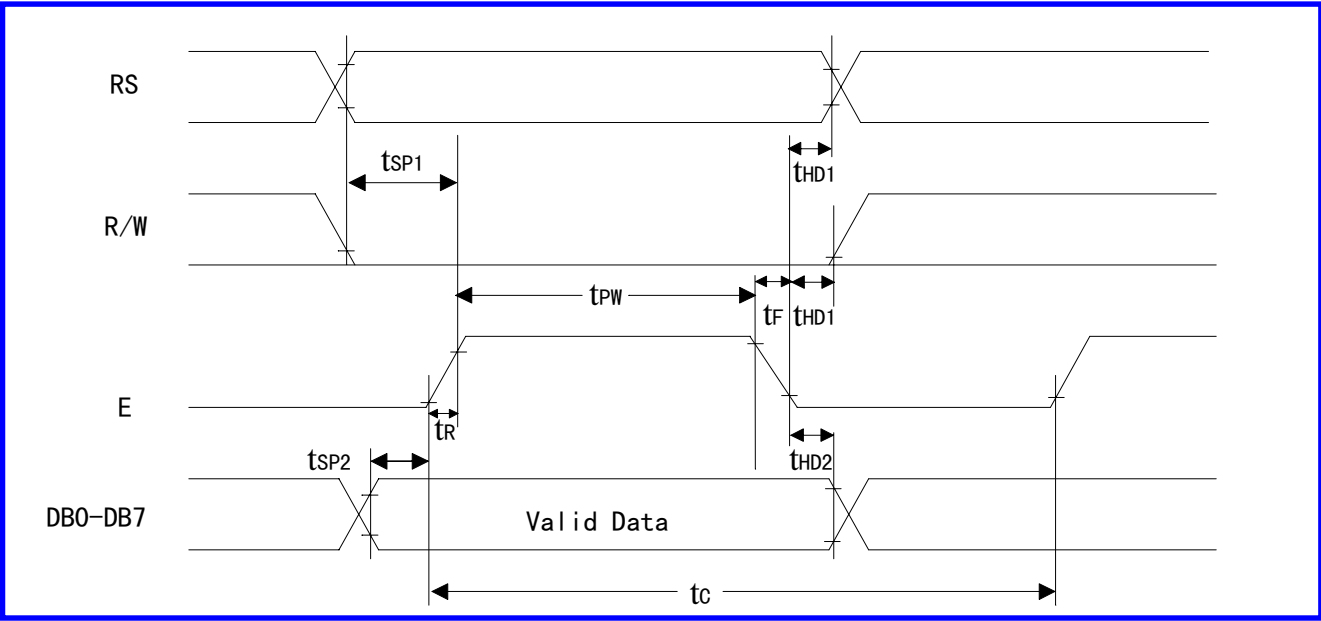 RS
tSP1
tHD1
R/W
tPW
tF
tHD1
E
tR
tSP2
tHD2
DB0-DB7
Valid Data
tC